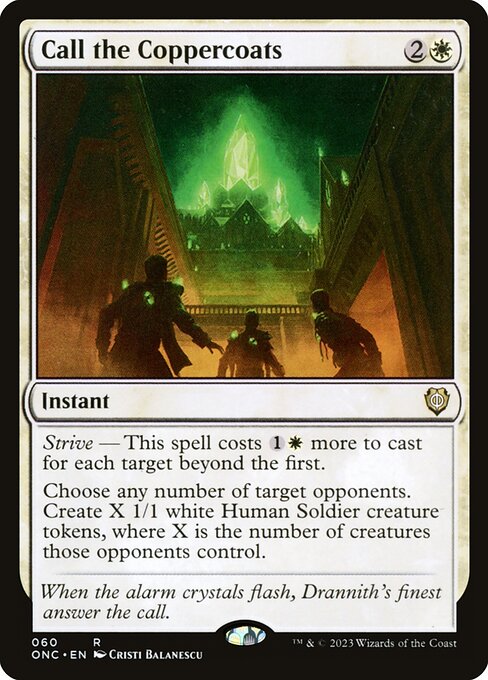 Call the Coppercoats 2
Instant
Strive — This spell costs 1 more to cast
for each target beyond the first.
Choose any number of target opponents.
Create X 1/1 white Human Soldier creature
tokens, where X is the number of creatures
those opponents control.
When the alarm crystals flash, Drannith's finest
answer the call.
060 R
ONC • EN Cristi Balanescu
™ & © 2023 Wizards of the Coast